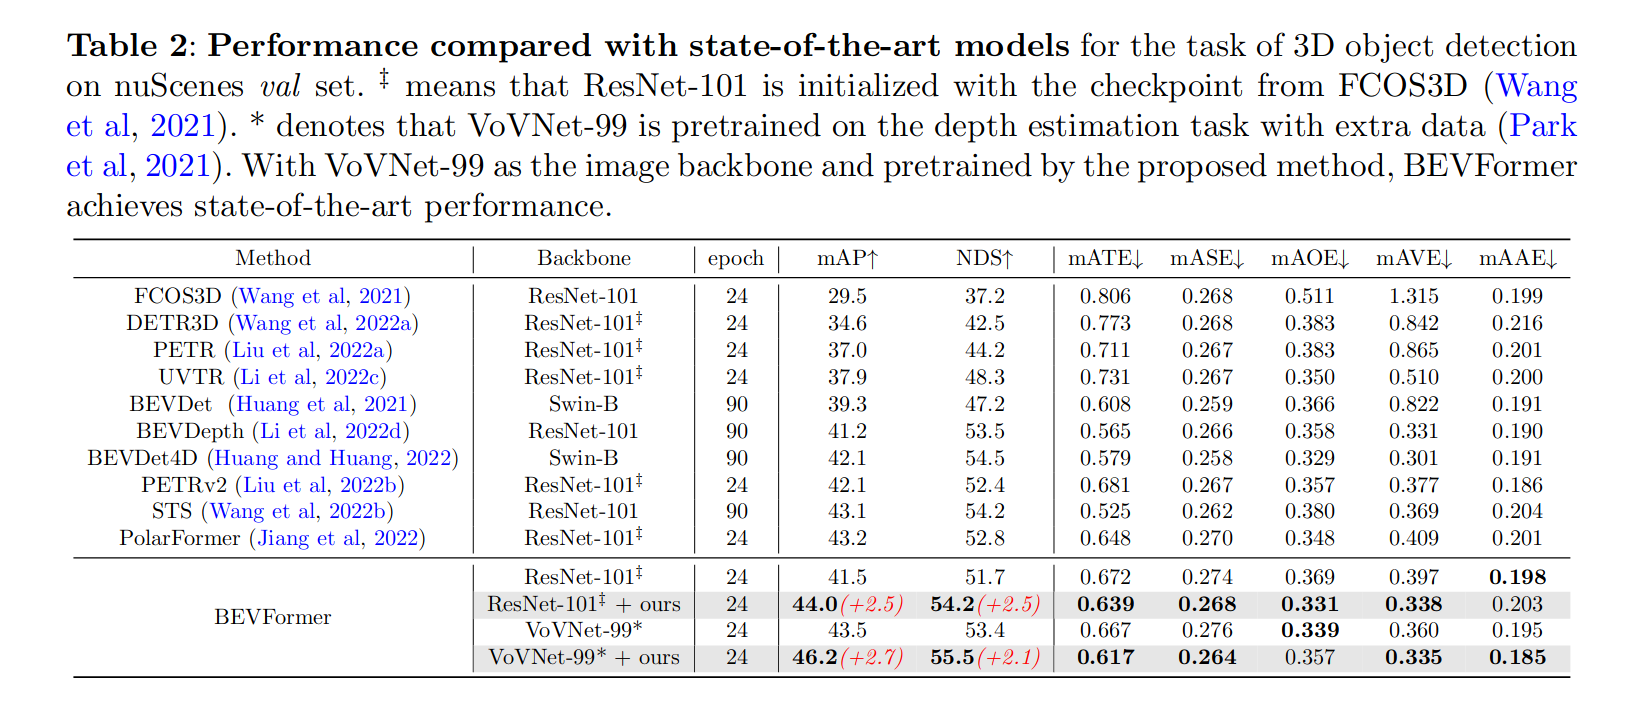 Table 2: Performance compared with state-of-the-art models for the task of 3D object detection
on nuScenes val set. ‡ means that ResNet-101 is initialized with the checkpoint from FCOS3D (Wang
et al, 2021). * denotes that VoVNet-99 is pretrained on the depth estimation task with extra data (Park
et al, 2021). With VoVNet-99 as the image backbone and pretrained by the proposed method, BEVFormer
achieves state-of-the-art performance.
Method Backbone epoch mAP↑ NDS↑ mATE↓ mASE↓ mAOE↓ mAVE↓ mAAE↓
FCOS3D (Wang et al, 2021) ResNet-101 24 29.5 37.2 0.806 0.268 0.511 1.315 0.199
DETR3D (Wang et al, 2022a) ResNet-101‡ 24 34.6 42.5 0.773 0.268 0.383 0.842 0.216
PETR (Liu et al, 2022a) ResNet-101‡ 24 37.0 44.2 0.711 0.267 0.383 0.865 0.201
UVTR (Li et al, 2022c) ResNet-101‡ 24 37.9 48.3 0.731 0.267 0.350 0.510 0.200
BEVDet (Huang et al, 2021) Swin-B 90 39.3 47.2 0.608 0.259 0.366 0.822 0.191
BEVDepth (Li et al, 2022d) ResNet-101 90 41.2 53.5 0.565 0.266 0.358 0.331 0.190
BEVDet4D (Huang and Huang, 2022) Swin-B 90 42.1 54.5 0.579 0.258 0.329 0.301 0.191
PETRv2 (Liu et al, 2022b) ResNet-101‡ 24 42.1 52.4 0.681 0.267 0.357 0.377 0.186
STS (Wang et al, 2022b) ResNet-101 90 43.1 54.2 0.525 0.262 0.380 0.369 0.204
PolarFormer (Jiang et al, 2022) ResNet-101‡ 24 43.2 52.8 0.648 0.270 0.348 0.409 0.201
ResNet-101‡ 24 41.5 51.7 0.672 0.274 0.369 0.397 0.198
ResNet-101‡ + ours 24 44.0(+2.5) 54.2(+2.5) 0.639 0.268 0.331 0.338 0.203
BEVFormer
VoVNet-99* 24 43.5 53.4 0.667 0.276 0.339 0.360 0.195
VoVNet-99* + ours 24 46.2(+2.7) 55.5(+2.1) 0.617 0.264 0.357 0.335 0.185